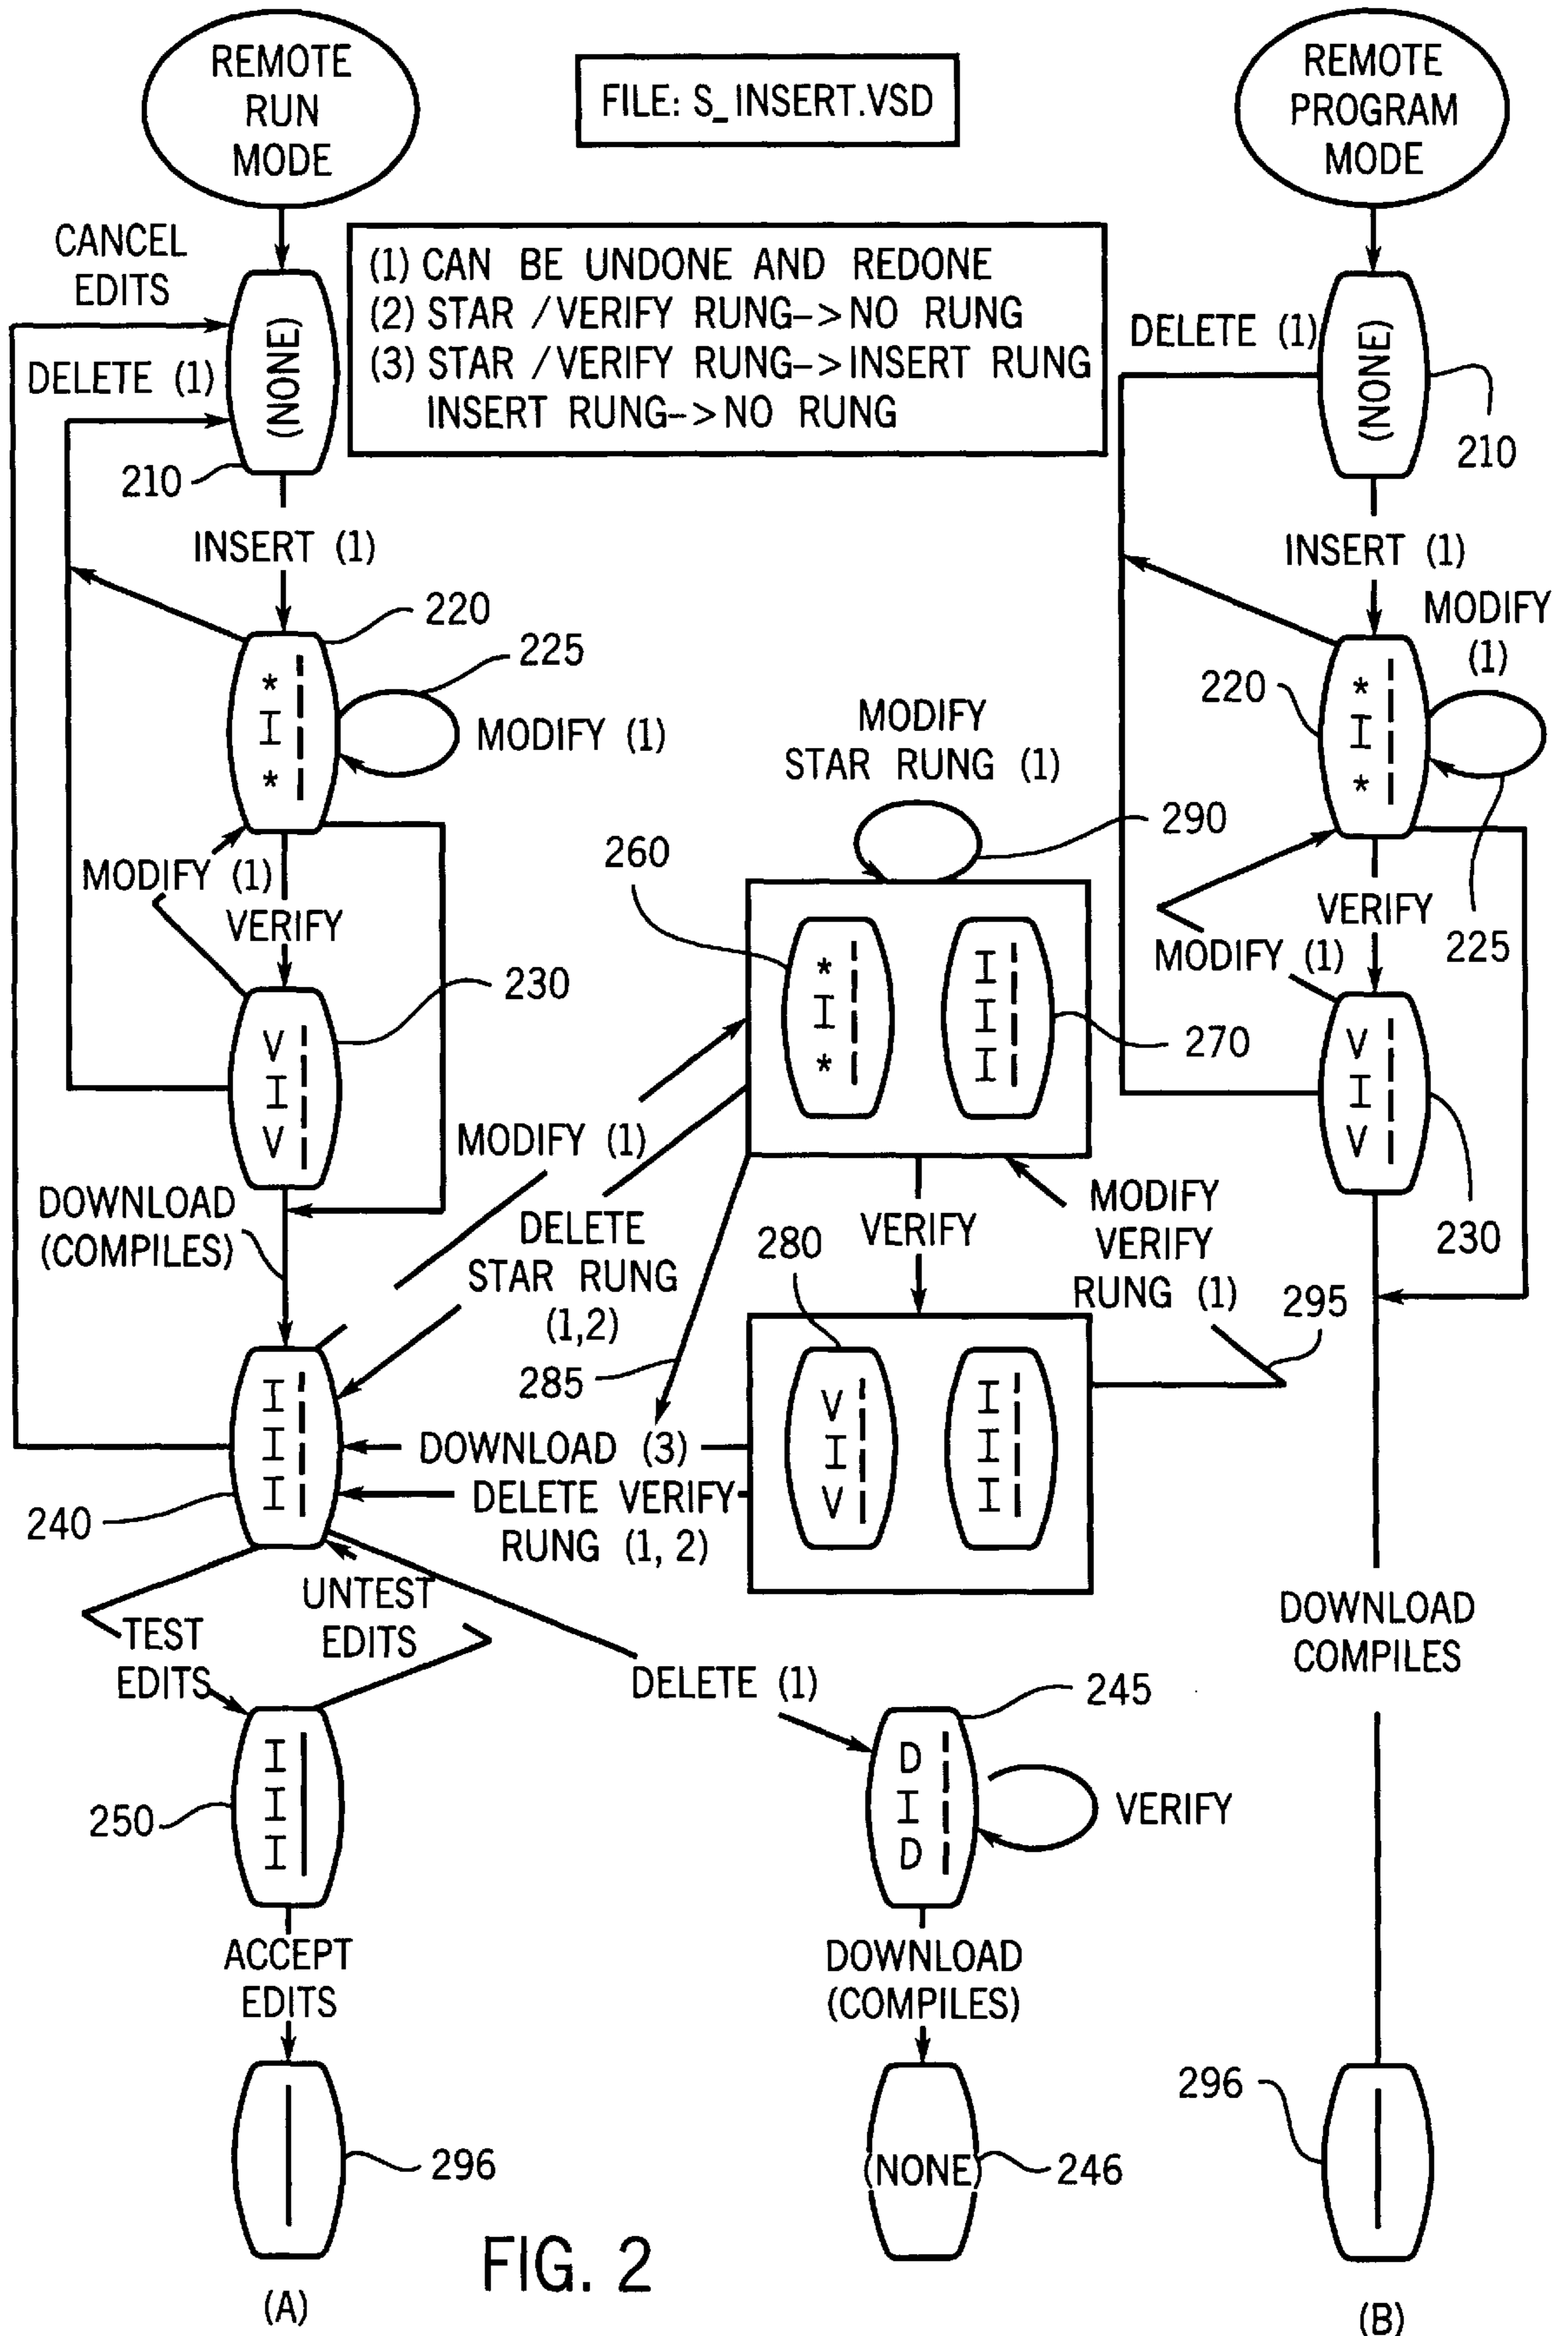 REMOTE
RUN
MODE
FILE: S_INSERT.VSD
REMOTE
PROGRAM
MODE
CANCEL
EDITS
DELETE (1)
(NONE)
210
(1) CAN BE UNDONE AND REDONE
(2) STAR /VERIFY RUNG->NO RUNG
(3) STAR /VERIFY RUNG->INSERT RUNG
INSERT RUNG->NO RUNG
DELETE (1)
(NONE)
210
INSERT (1)
220
225
*
I
*
MODIFY (1)
INSERT (1)
MODIFY
(1)
220
*
I
*
225
MODIFY (1)
VERIFY
230
V
I
V
MODIFY
STAR RUNG (1)
290
260
*
I
*
I
I
I
270
VERIFY
MODIFY (1)
V
I
V
230
DOWNLOAD
(COMPILES)
MODIFY (1)
DELETE
STAR RUNG
(1,2)
285
VERIFY
280
MODIFY
VERIFY
RUNG (1)
295
V
I
V
I
I
I
I
I
I
240
DOWNLOAD (3)
DELETE VERIFY
RUNG (1, 2)
TEST
EDITS
UNTEST
EDITS
DELETE (1)
245
D
I
D
VERIFY
DOWNLOAD
COMPILES
250
I
I
I
ACCEPT
EDITS
DOWNLOAD
(COMPILES)
296
(NONE)
246
296
FIG. 2
(A)
(B)